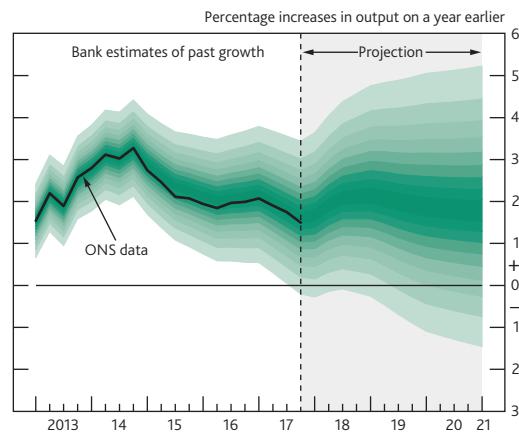 Percentage increases in output on a year earlier
Bank estimates of past growth
Projection
ONS data
6
5
4
3
2
1
+
0
–
1
2
3
2013 14 15 16 17 18 19 20 21